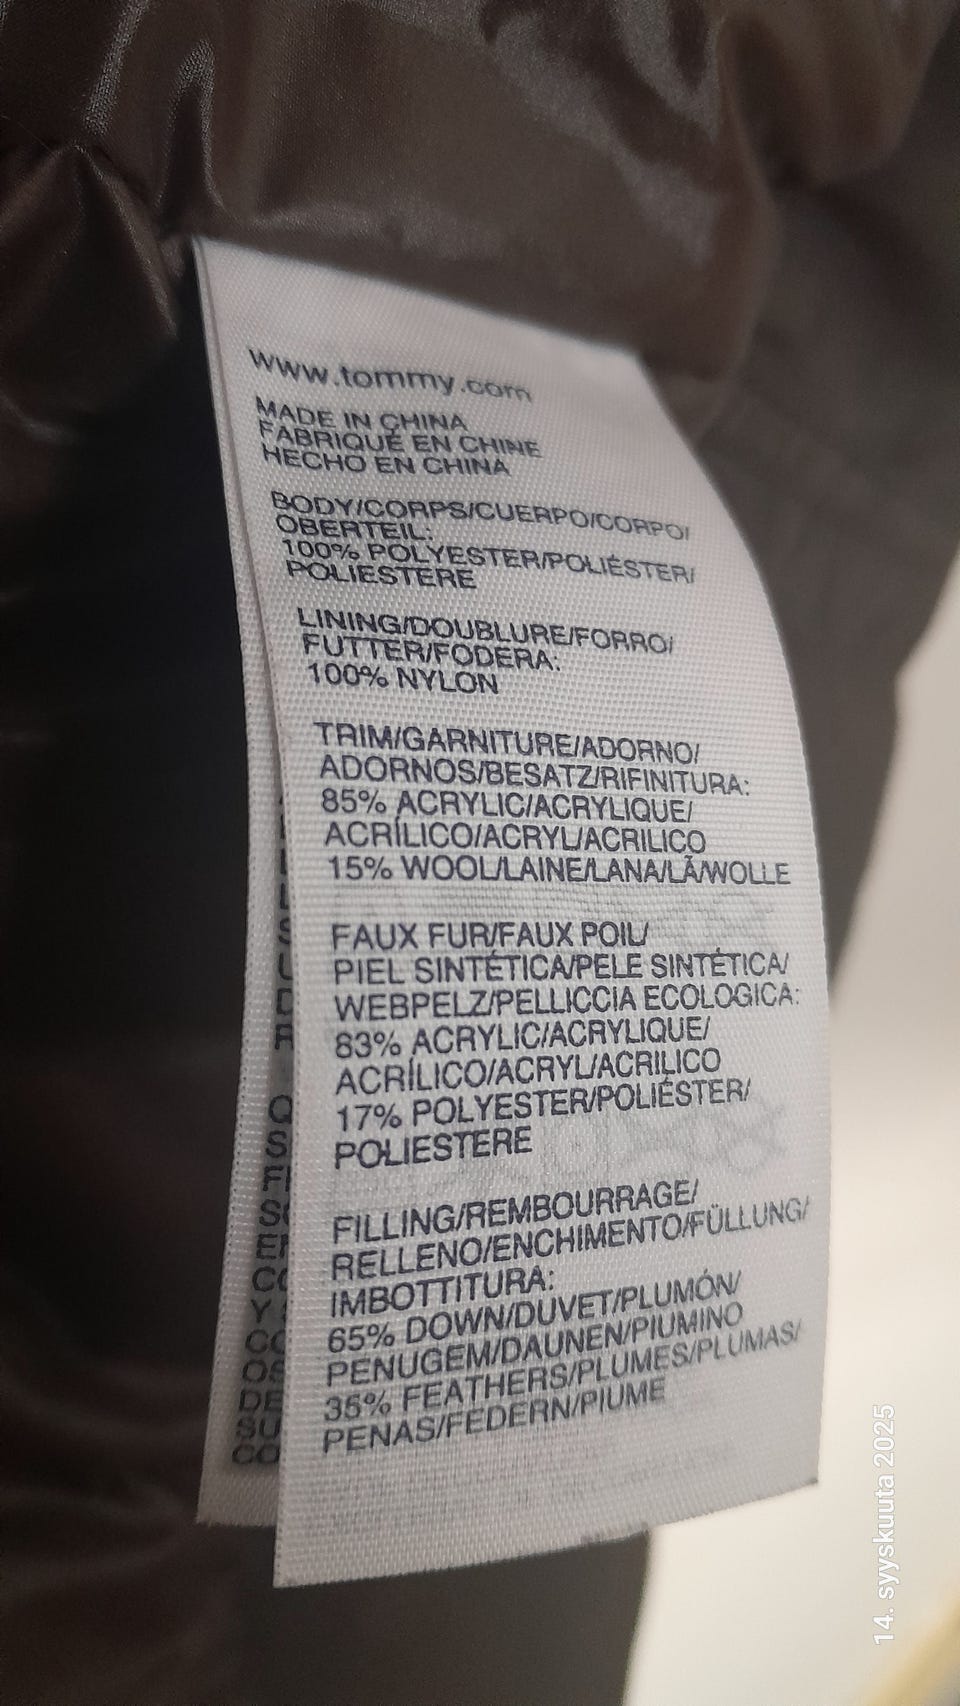 www.tommy.com
MADE IN CHINA
FABRIQUÉ EN CHINE
HECHO EN CHINA
BODY/CORPS/CUERPO/CORPO/
OBERTEIL:
100% POLYESTER/POLIÉSTER/
POLIESTERE
LINING/DOUBLURE/FORRO/
FUTTER/FODERA:
100% NYLON
TRIM/GARNITURE/ADORNO/
ADORNOS/BESATZ/RIFINITURA:
85% ACRYLIC/ACRYLIQUE/
ACRÍLICO/ACRYL/ACRILICO
15% WOOL/LAINE/LANA/LÃ/WOLLE
FAUX FUR/FAUX POIL/
PIEL SINTÉTICA/PELE SINTÉTICA/
WEBPELZ/PELLICCIA ECOLOGICA:
83% ACRYLIC/ACRYLIQUE/
ACRÍLICO/ACRYL/ACRILICO
17% POLYESTER/POLIÉSTER/
POLIESTERE
FILLING/REMBOURRAGE/
RELLENO/ENCHIMENTO/FÜLLUNG/
IMBOTTITURA:
65% DOWN/DUVET/PLUMÓN/
PENUGEM/DAUNEN/PIUMINO
35% FEATHERS/PLUMES/PLUMAS/
PENAS/FEDERN/PIUME
14. syyskuuta 2025